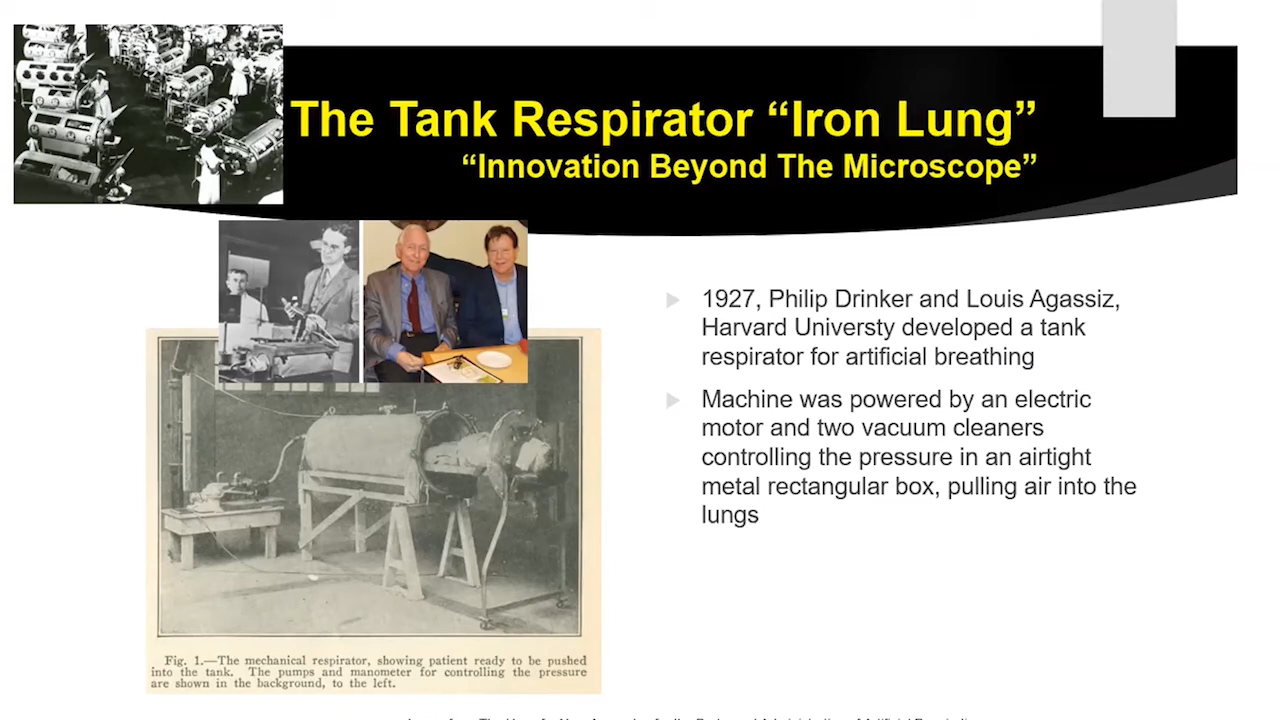 The Tank Respirator “Iron Lung”
“Innovation Beyond The Microscope”
1927, Philip Drinker and Louis Agassiz,
Harvard Universty developed a tank
respirator for artificial breathing
Machine was powered by an electric
motor and two vacuum cleaners
controlling the pressure in an airtight
metal rectangular box, pulling air into the
lungs
Fig. 1.—The mechanical respirator, showing patient ready to be pushed
into the tank. The pumps and manometer for controlling the pressure
are shown in the background, to the left.